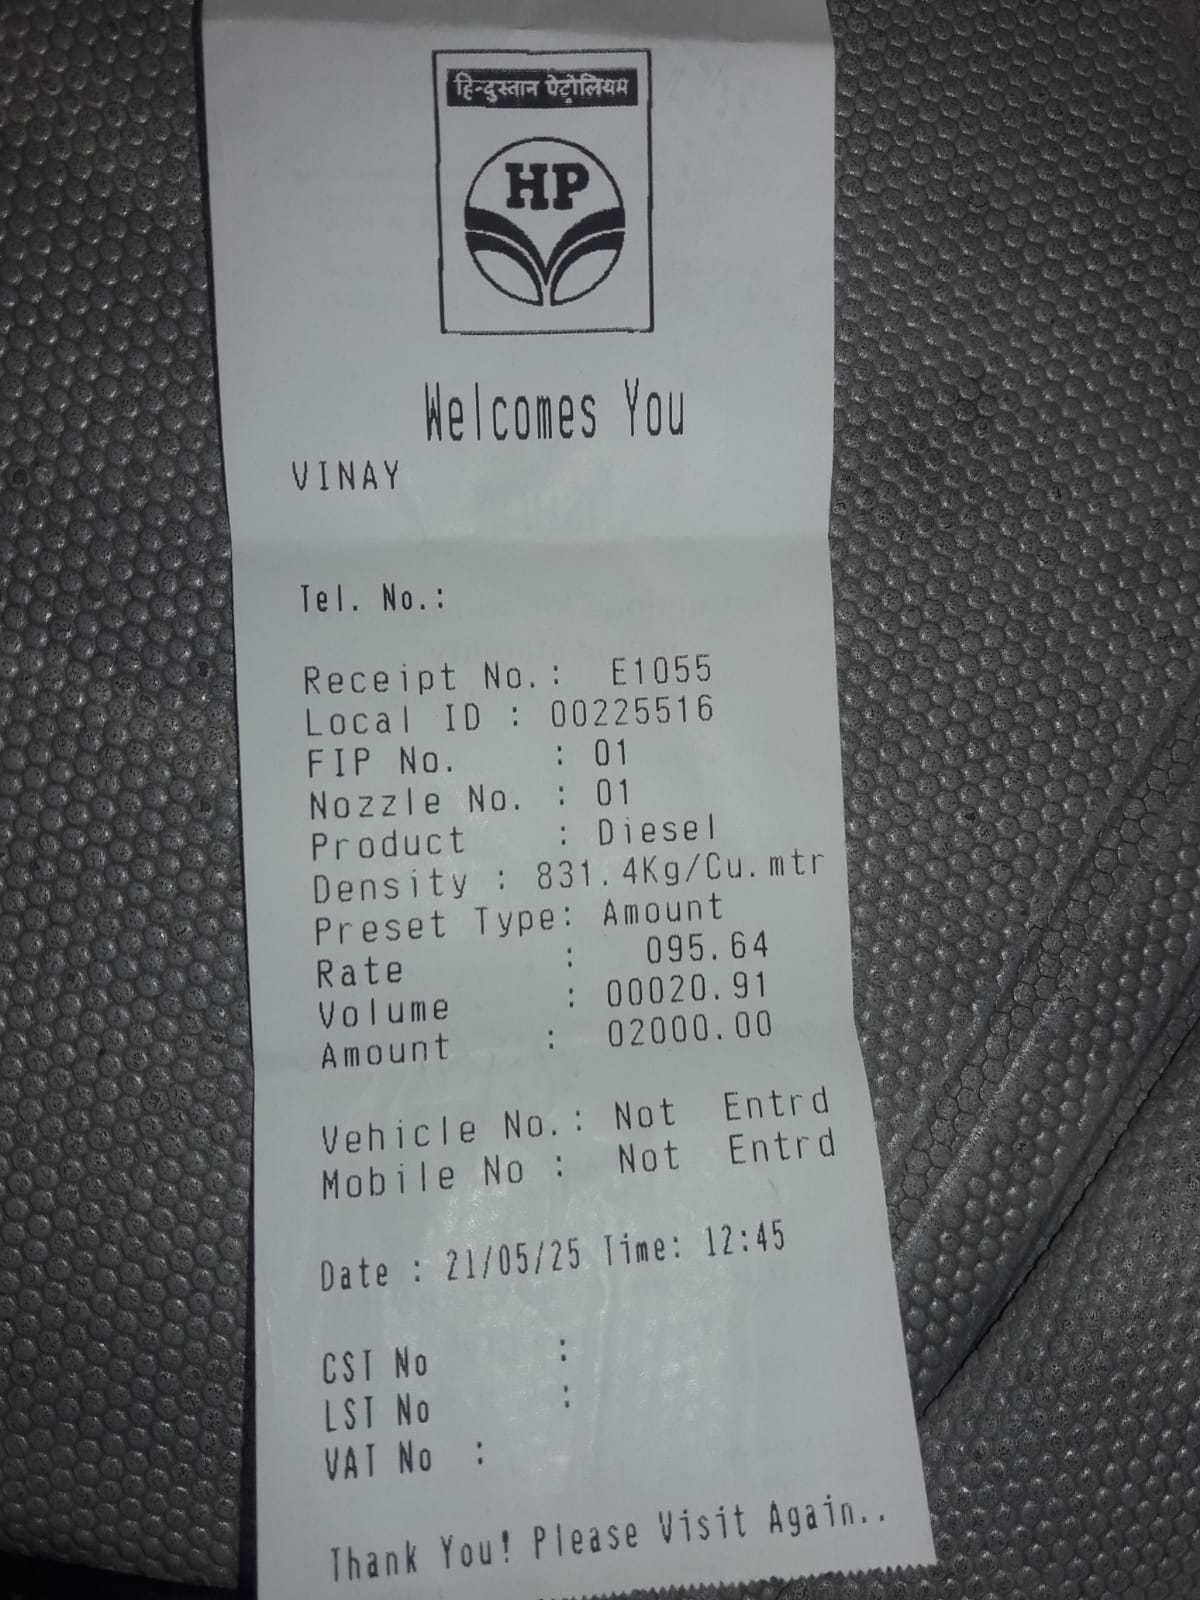 हिन्दुस्तान पेट्रोलियम
HP
Welcomes You
VINAY
Tel. No.:
Receipt No.: E1055
Local ID : 00225516
FIP No. : 01
Nozzle No. : 01
Product : Diesel
Density : 831.4Kg/Cu.mtr
Preset Type: Amount
Rate : 095.64
Volume : 00020.91
Amount : 02000.00
Vehicle No.: Not Entrd
Mobile No : Not Entrd
Date : 21/05/25 Time: 12:45
CST No :
LST No :
VAT No :
Thank You! Please Visit Again..